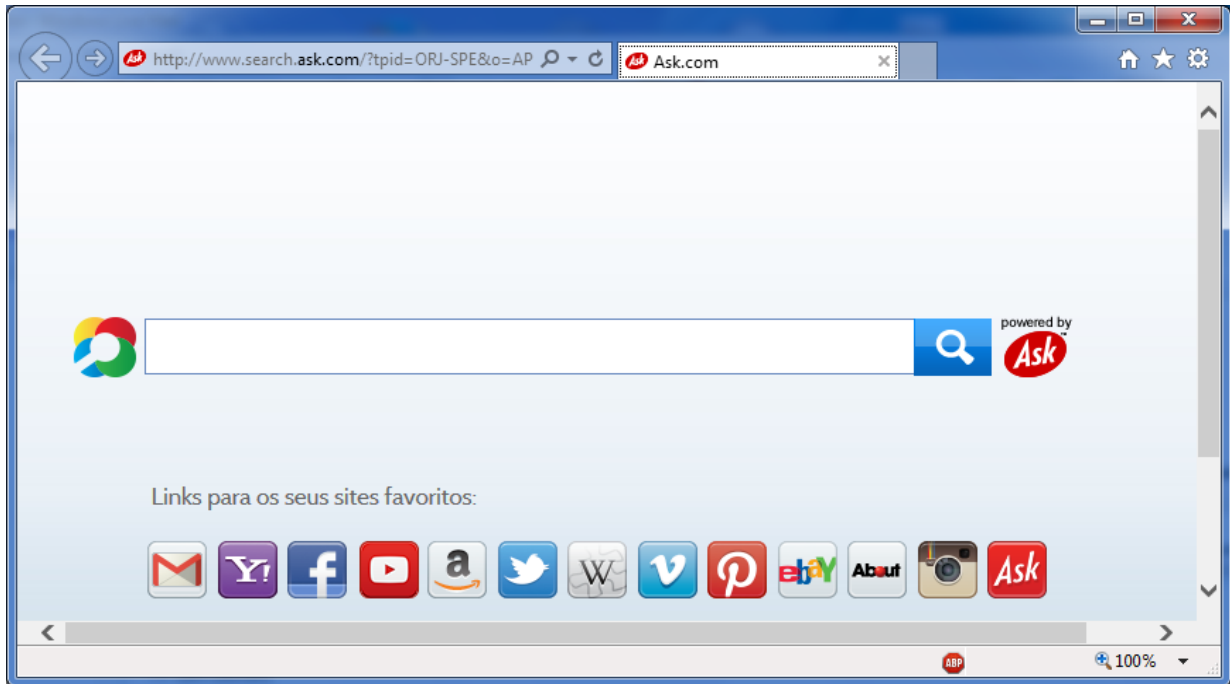 http://www.search.ask.com/?tpid=ORJ-SPE&o=AP
Ask.com
powered by
Ask
Links para os seus sites favoritos:
Y!
f
a
W
v
p
ebay
About
Ask
ABP
100%